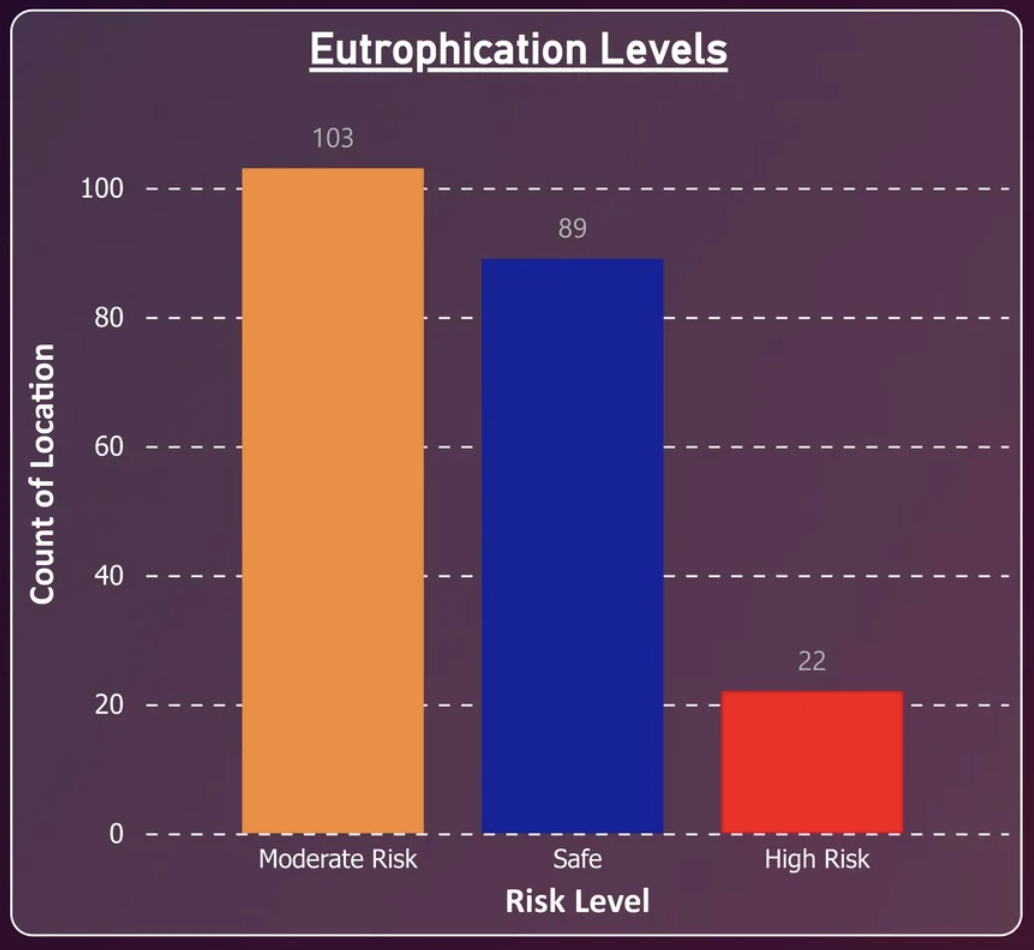 Eutrophication Levels
103
100
89
80
60
40
22
20
0
Count of Location
Moderate Risk
Safe
High Risk
Risk Level